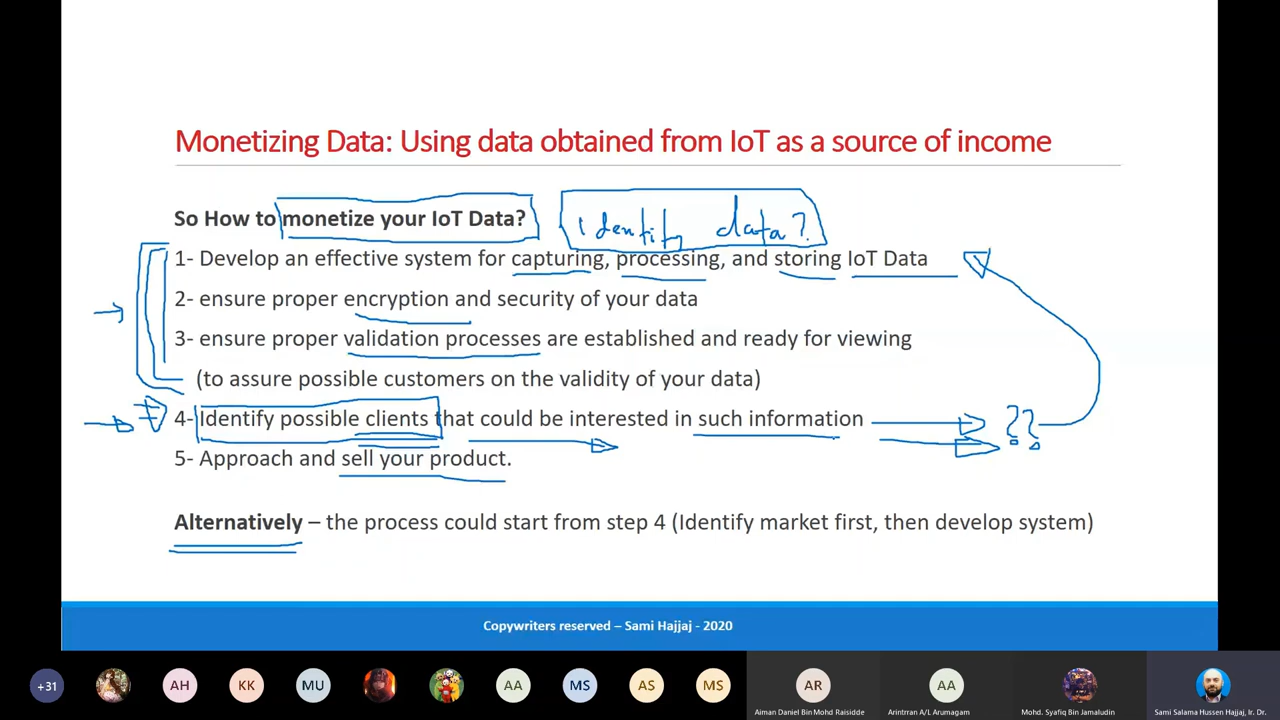 Monetizing Data: Using data obtained from IoT as a source of income
So How to monetize your IoT Data? identify data?
1- Develop an effective system for capturing, processing, and storing IoT Data
2- ensure proper encryption and security of your data
3- ensure proper validation processes are established and ready for viewing
(to assure possible customers on the validity of your data)
4- Identify possible clients that could be interested in such information ??
5- Approach and sell your product.
Alternatively – the process could start from step 4 (Identify market first, then develop system)
Copywriters reserved – Sami Hajjaj - 2020
+31 AH KK MU AA MS AS MS AR AA
Aiman Daniel Bin Mohd Raisidde Arintrran A/L Arumagam Mohd. Syafiq Bin Jamaludin Sami Salama Hussen Hajjaj, Ir. Dr.